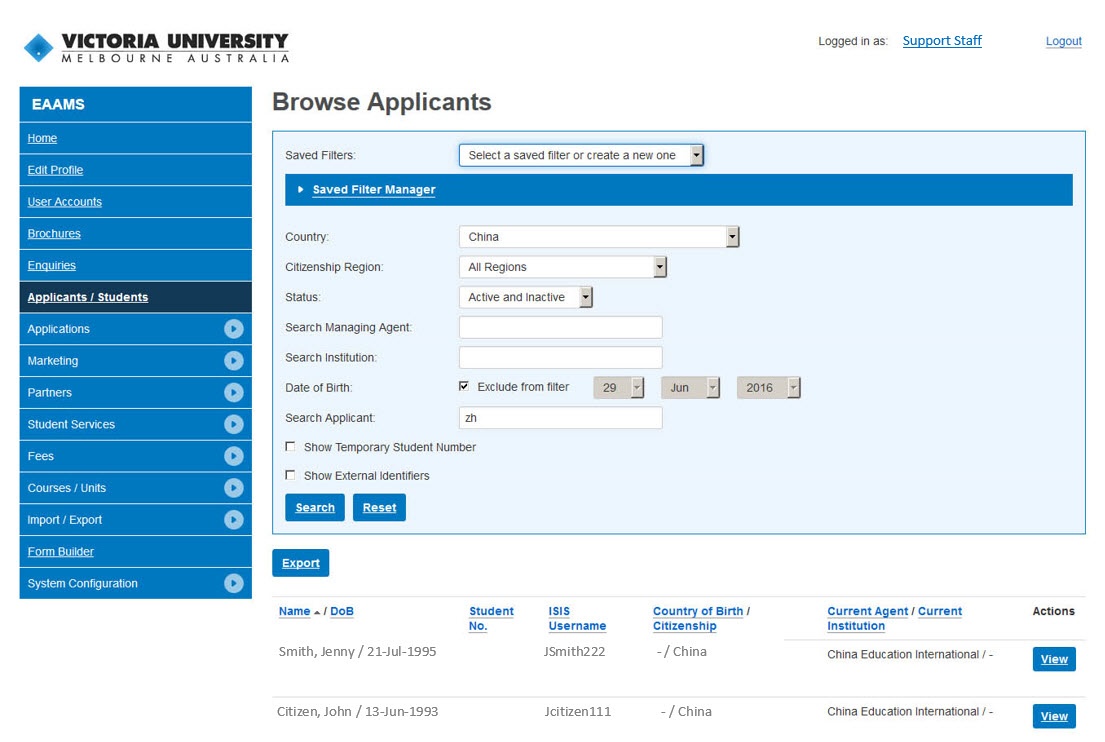 VICTORIA UNIVERSITY
MELBOURNE AUSTRALIA
Logged in as: Support Staff Logout
EAAMS
Home
Edit Profile
User Accounts
Brochures
Enquiries
Applicants / Students
Applications
Marketing
Partners
Student Services
Fees
Courses / Units
Import / Export
Form Builder
System Configuration
Browse Applicants
Saved Filters: Select a saved filter or create a new one
Saved Filter Manager
Country: China
Citizenship Region: All Regions
Status: Active and Inactive
Search Managing Agent:
Search Institution:
Date of Birth: Exclude from filter 29 Jun 2016
Search Applicant: zh
Show Temporary Student Number
Show External Identifiers
Search Reset
Export
Name / DoB Student No. ISIS Username Country of Birth / Citizenship Current Agent / Current Institution Actions
Smith, Jenny / 21-Jul-1995 JSmith222 - / China China Education International / - View
Citizen, John / 13-Jun-1993 Jcitizen111 - / China China Education International / - View